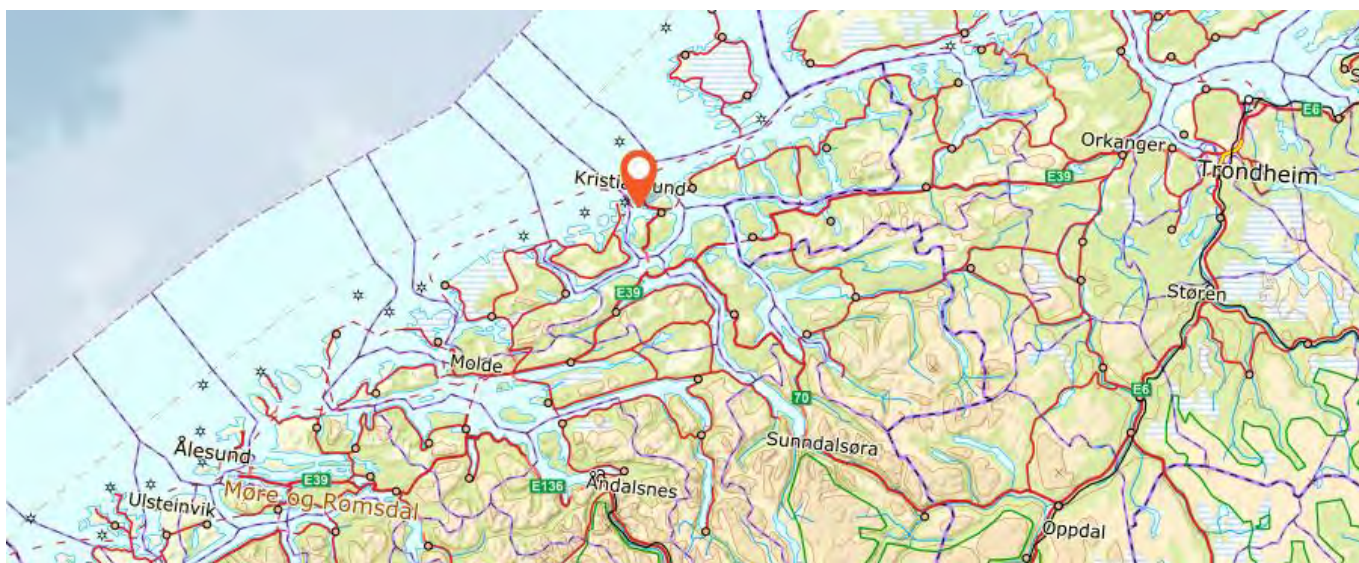 E6
Orkanger
Trondheim
Kristiansund
E39
Støren
E39
Molde
E6
70
Sunndalsøra
Ålesund
E39
Møre og Romsdal
Ulsteinvik
E136
Åndalsnes
Oppdal